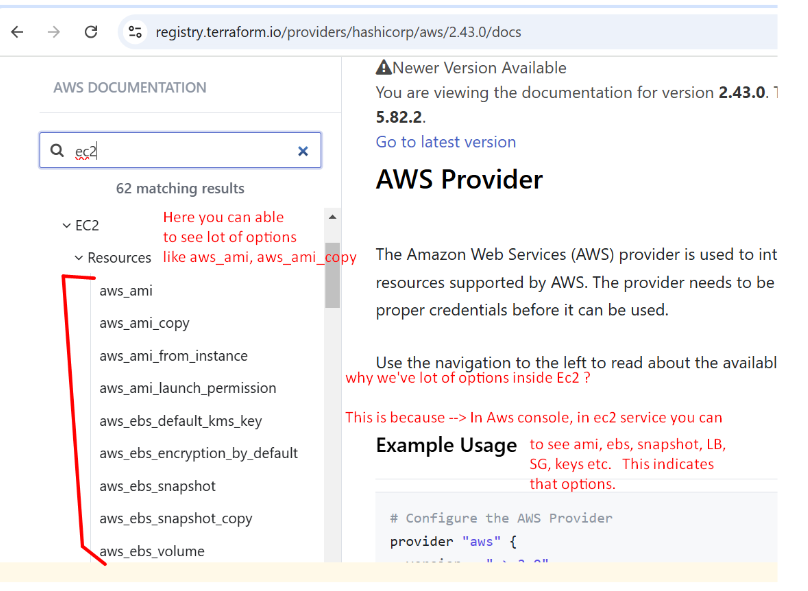 registry.terraform.io/providers/hashicorp/aws/2.43.0/docs
AWS DOCUMENTATION
ec2
62 matching results
EC2
Resources
aws_ami
aws_ami_copy
aws_ami_from_instance
aws_ami_launch_permission
aws_ebs_default_kms_key
aws_ebs_encryption_by_default
aws_ebs_snapshot
aws_ebs_snapshot_copy
aws_ebs_volume
Here you can able
to see lot of options
like aws_ami, aws_ami_copy
Newer Version Available
You are viewing the documentation for version 2.43.0.
5.82.2.
Go to latest version
AWS Provider
The Amazon Web Services (AWS) provider is used to int
resources supported by AWS. The provider needs to be
proper credentials before it can be used.
Use the navigation to the left to read about the availabl
why we've lot of options inside Ec2 ?
This is because --> In Aws console, in ec2 service you can
to see ami, ebs, snapshot, LB,
SG, keys etc. This indicates
that options.
Example Usage
# Configure the AWS Provider
provider "aws" {